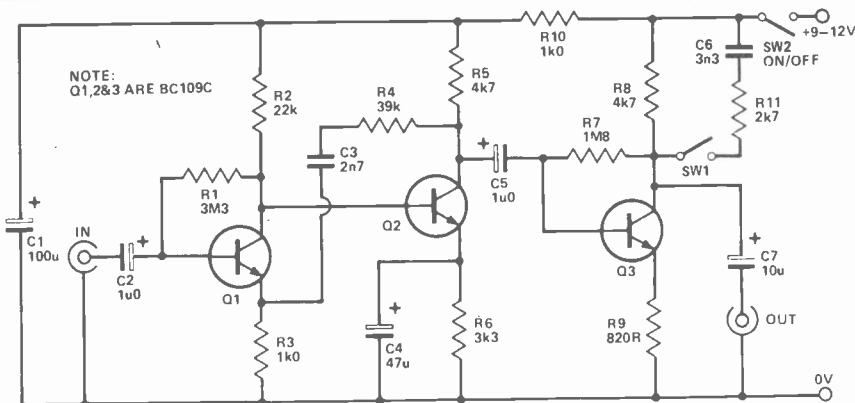 R10
1k0
+9–12V
C6
3n3
SW2
ON/OFF
NOTE:
Q1,2&3 ARE BC109C
R2
22k
R4
39k
R5
4k7
R8
4k7
R11
2k7
R7
1M8
C3
2n7
SW1
R1
3M3
+
C5
1u0
+
C1
100u
IN
+
C2
1u0
Q1
Q2
Q3
+
C7
10u
+
C4
47u
R3
1k0
R6
3k3
R9
820R
OUT
0V